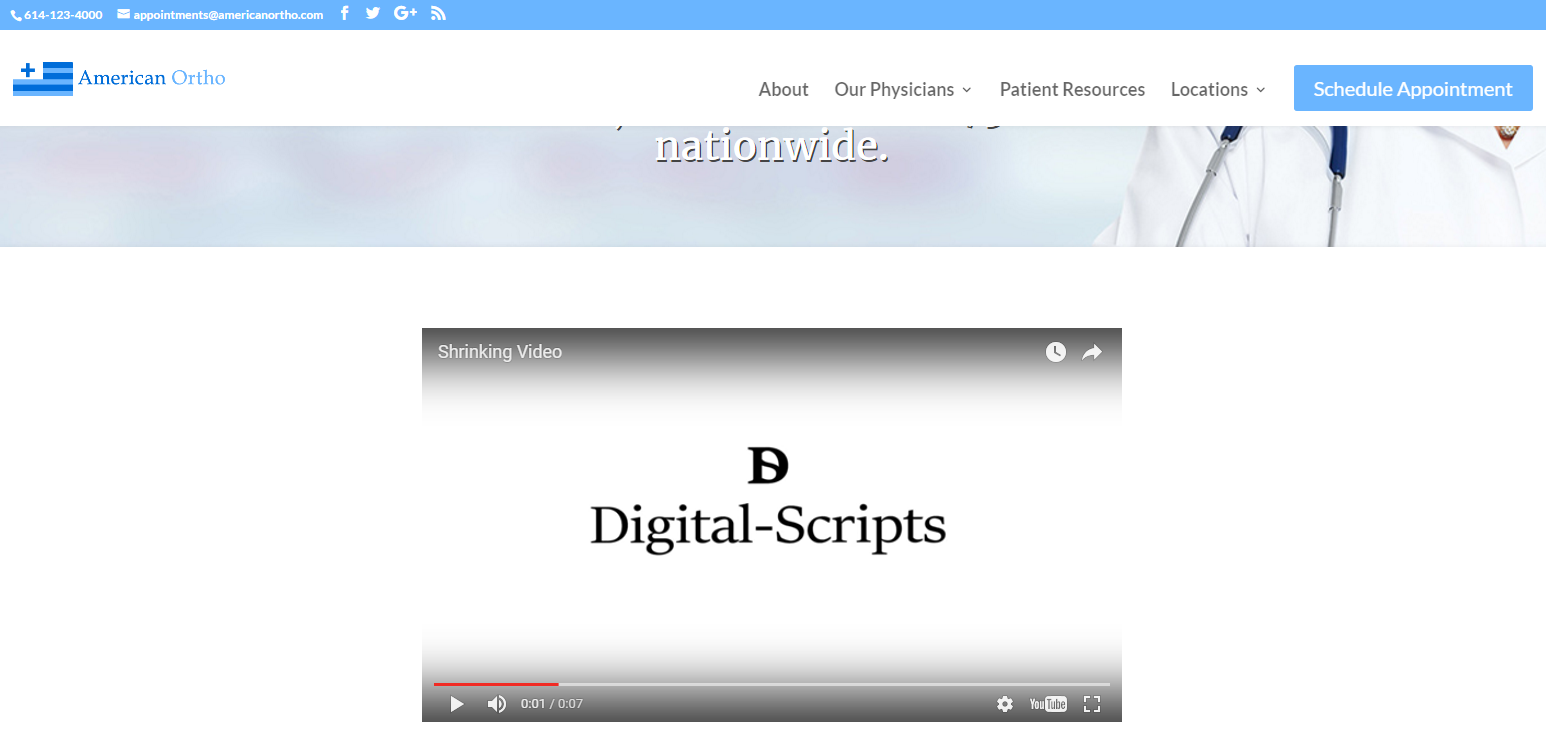 614-123-4000 appointments@americanortho.com
American Ortho
About Our Physicians Patient Resources Locations Schedule Appointment
nationwide.
Shrinking Video
DS
Digital-Scripts
0:01 / 0:07
YouTube